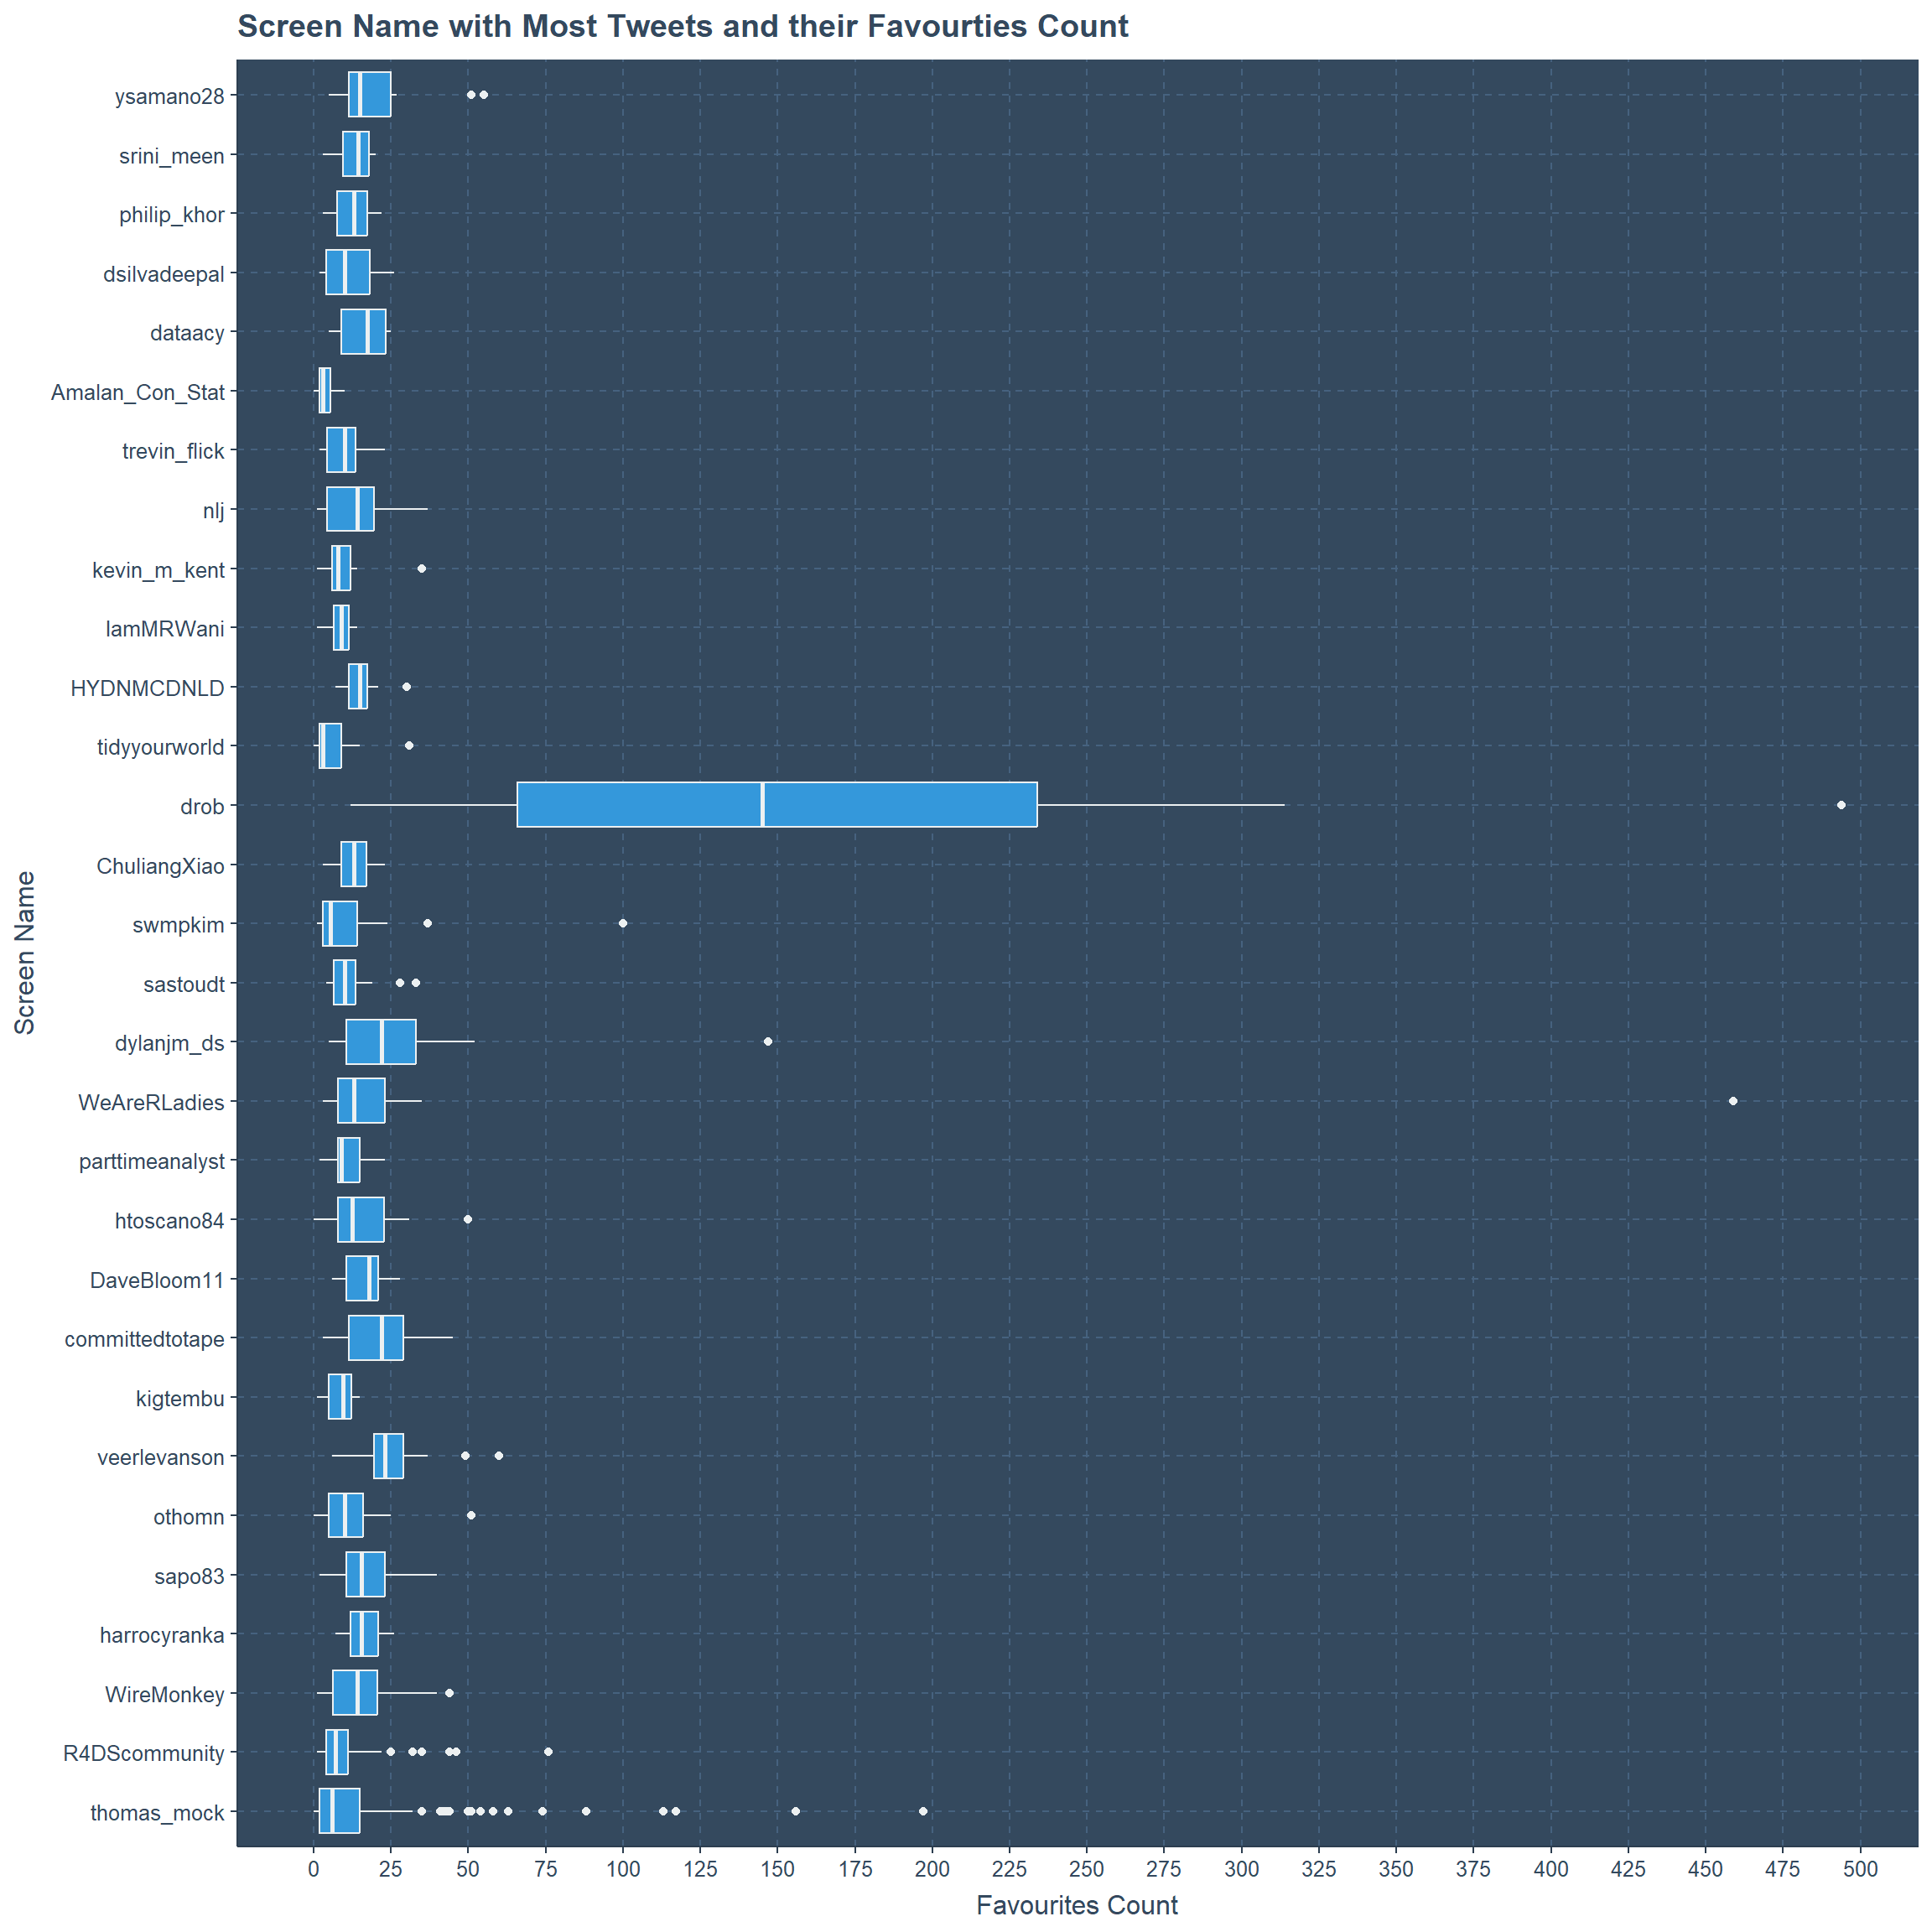 Screen Name with Most Tweets and their Favourties Count
ysamano28
srini_meen
philip_khor
dsilvadeepal
dataacy
Amalan_Con_Stat
trevin_flick
nlj
kevin_m_kent
IamMRWani
HYDNMCDNLD
tidyyourworld
drob
ChuliangXiao
swmpkim
sastoudt
dylanjm_ds
WeAreRLadies
parttimeanalyst
htoscano84
DaveBloom11
committedtotape
kigtembu
veerlevanson
othomn
sapo83
harrocyranka
WireMonkey
R4DScommunity
thomas_mock
Screen Name
0 25 50 75 100 125 150 175 200 225 250 275 300 325 350 375 400 425 450 475 500
Favourites Count